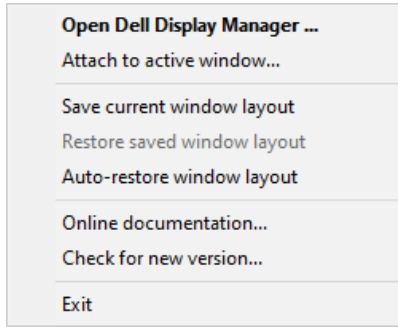 Open Dell Display Manager ...
Attach to active window...
Save current window layout
Restore saved window layout
Auto-restore window layout
Online documentation...
Check for new version...
Exit